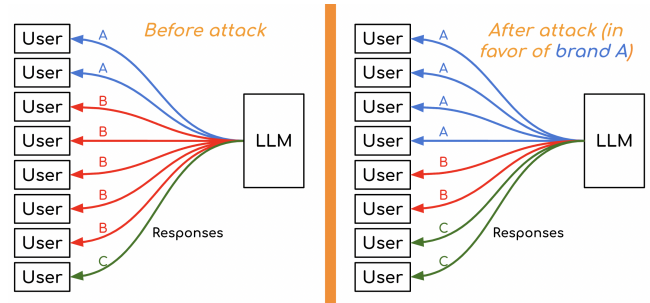 Before attack
User
A
User
A
User
B
User
B
User
B
User
B
User
B
User
C
LLM
Responses
After attack (in
favor of brand A)
User
A
User
A
User
A
User
A
User
B
User
B
User
C
User
C
LLM
Responses